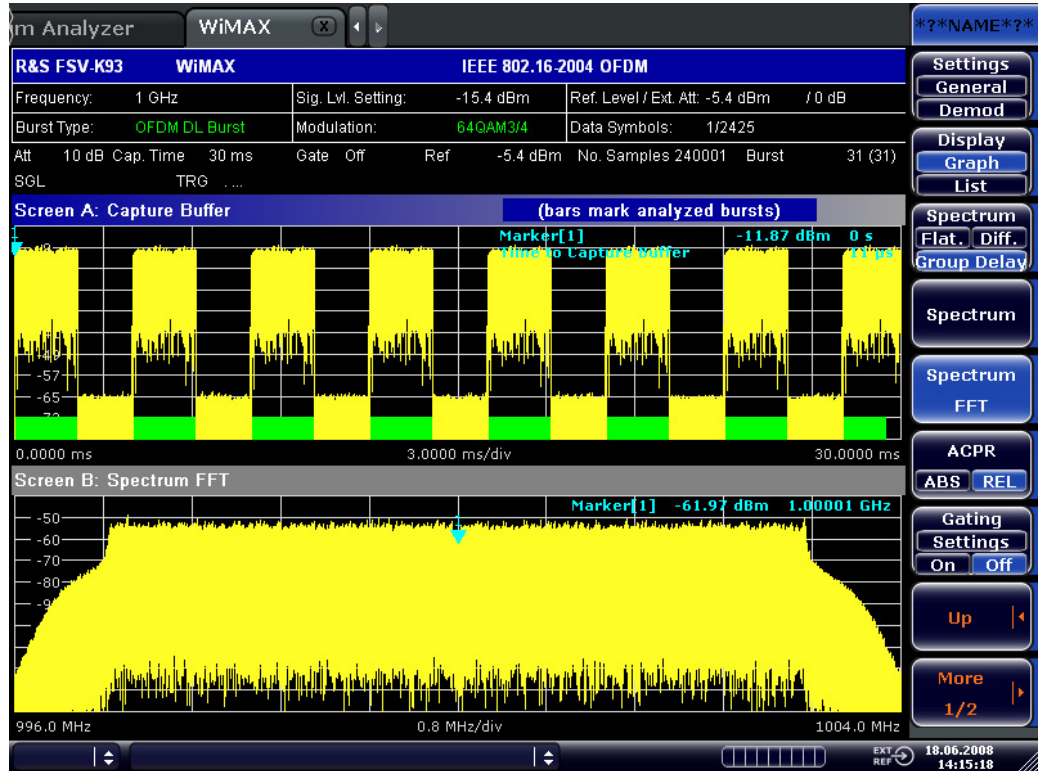 m Analyzer WiMAX X
*?*NAME*?*
R&S FSV-K93 WiMAX IEEE 802.16-2004 OFDM
Frequency: 1 GHz Sig. Lvl. Setting: -15.4 dBm Ref. Level / Ext. Att: -5.4 dBm / 0 dB
Burst Type: OFDM DL Burst Modulation: 64QAM3/4 Data Symbols: 1/2425
Att 10 dB Cap. Time 30 ms Gate Off Ref -5.4 dBm No. Samples 240001 Burst 31 (31)
SGL TRG . ...
Screen A: Capture Buffer (bars mark analyzed bursts)
1
Marker[1] -11.87 dBm 0 s
Time to Capture Buffer 11 µs
-49
-57
-65
0.0000 ms 3.0000 ms/div 30.0000 ms
Screen B: Spectrum FFT
Marker[1] -61.97 dBm 1.00001 GHz
1
-50
-60
-70
-80
996.0 MHz 0.8 MHz/div 1004.0 MHz
Settings
General
Demod
Display
Graph
List
Spectrum
Flat. Diff.
Group Delay
Spectrum
Spectrum
FFT
ACPR
ABS REL
Gating
Settings
On Off
Up
More
1/2
EXT REF
18.06.2008
14:15:18